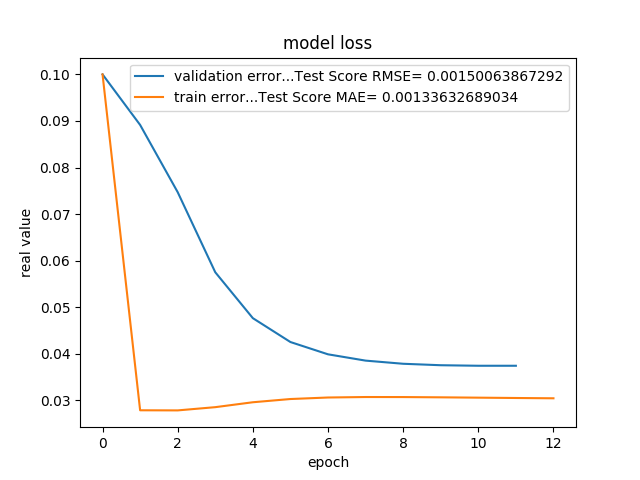 model loss
validation error...Test Score RMSE= 0.00150063867292
train error...Test Score MAE= 0.00133632689034
0.10
0.09
0.08
0.07
0.06
0.05
0.04
0.03
real value
0 2 4 6 8 10 12
epoch